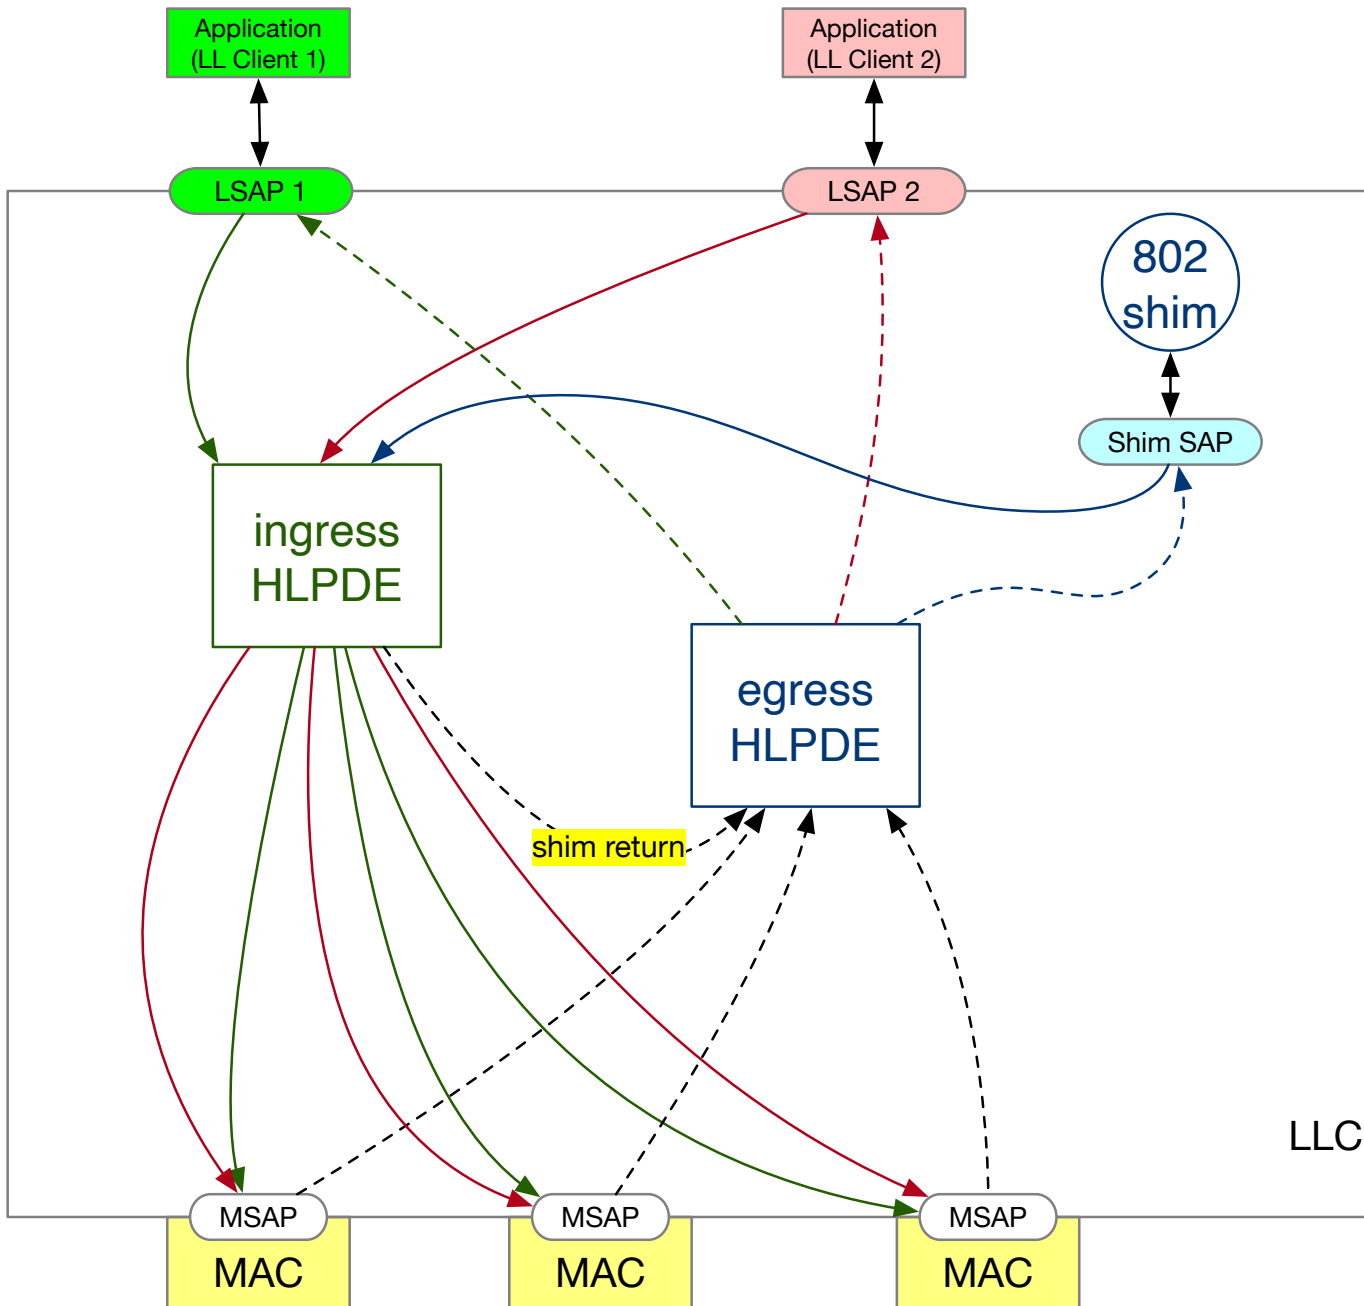 Application
(LL Client 1)
Application
(LL Client 2)
LSAP 1
LSAP 2
802
shim
Shim SAP
ingress
HLPDE
egress
HLPDE
shim return
LLC
MSAP
MSAP
MSAP
MAC
MAC
MAC